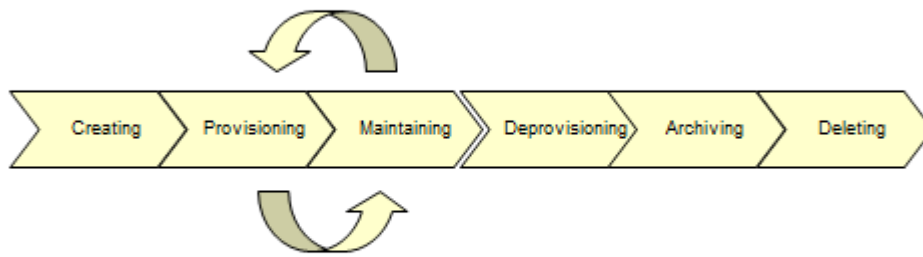 Creating
Provisioning
Maintaining
Deprovisioning
Archiving
Deleting